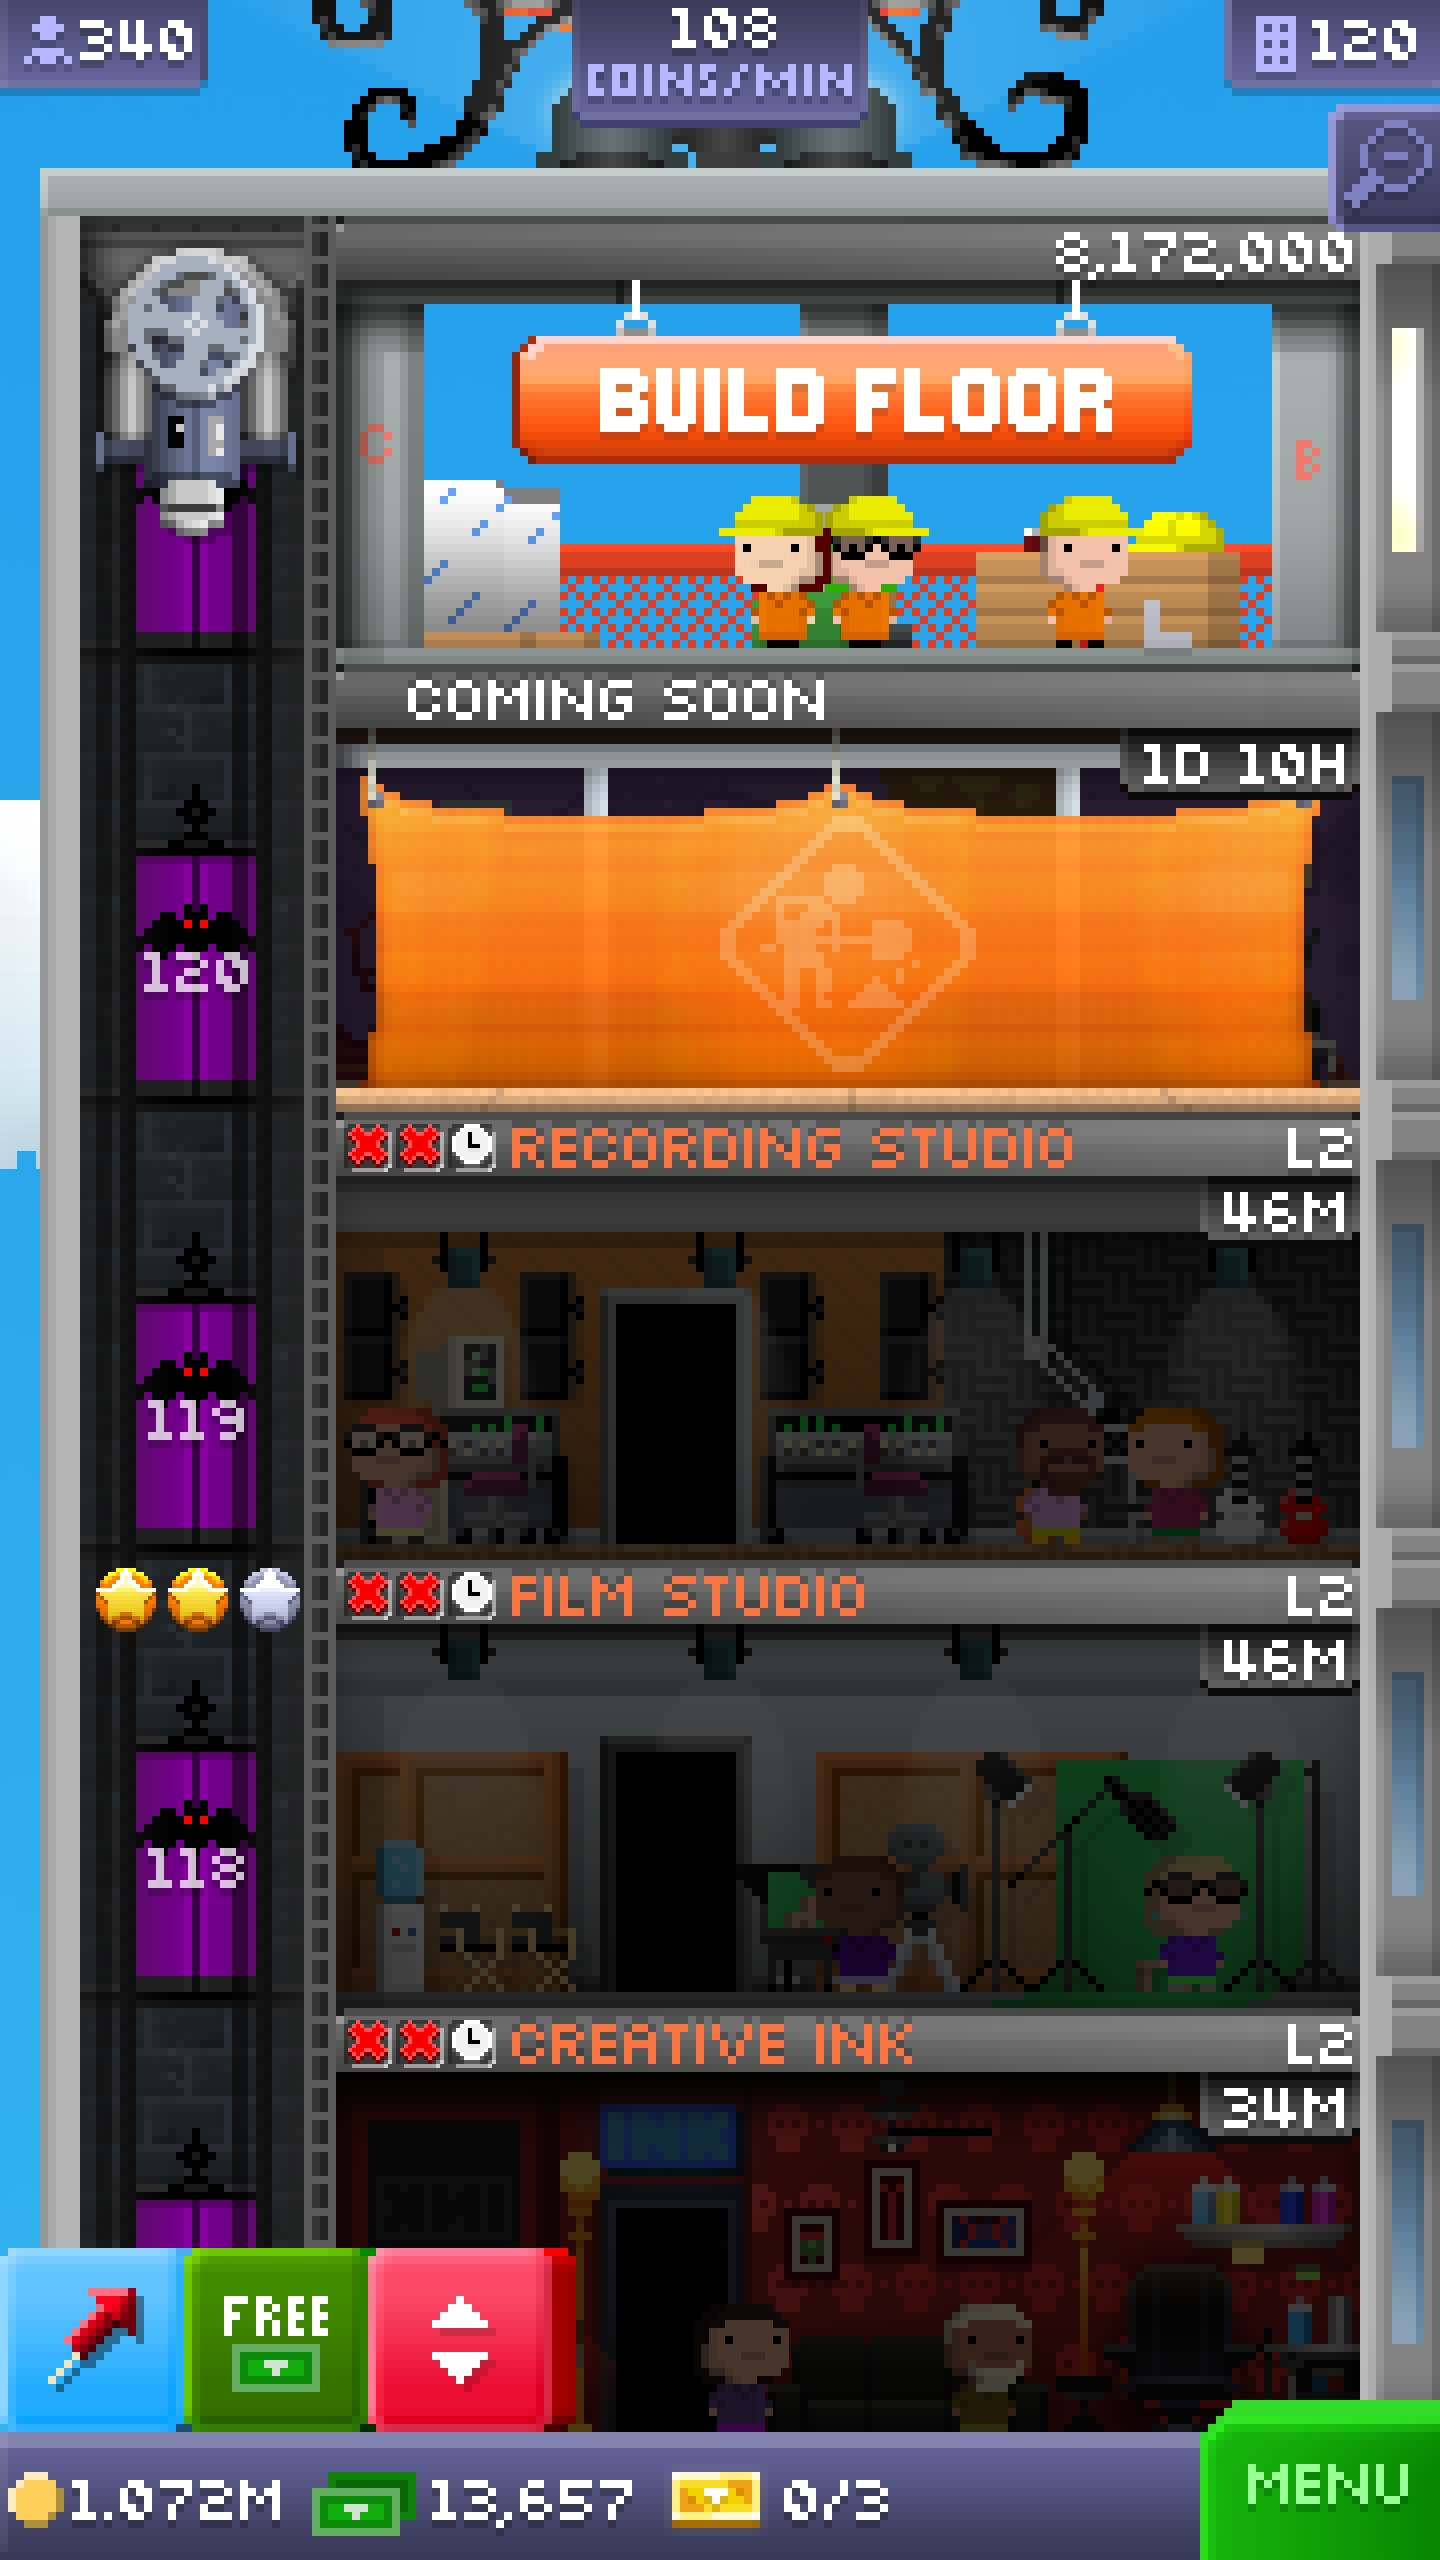 340
108
COINS/MIN
120
8,172,000
BUILD FLOOR
C
B
COMING SOON
1D 10H
120
RECORDING STUDIO
L2
46M
119
FILM STUDIO
L2
46M
118
CREATIVE INK
L2
34M
INK
FREE
1.072M
13,657
0/3
MENU